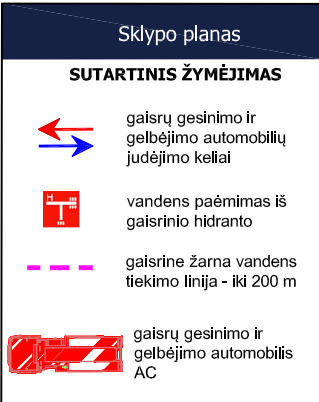 Sklypo planas
SUTARTINIS ŽYMĖJIMAS
gaisrų gesinimo ir
gelbėjimo automobilių
judėjimo keliai
H
vandens paėmimas iš
gaisrinio hidranto
gaisrine žarna vandens
tiekimo linija - iki 200 m
gaisrų gesinimo ir
gelbėjimo automobilis
AC